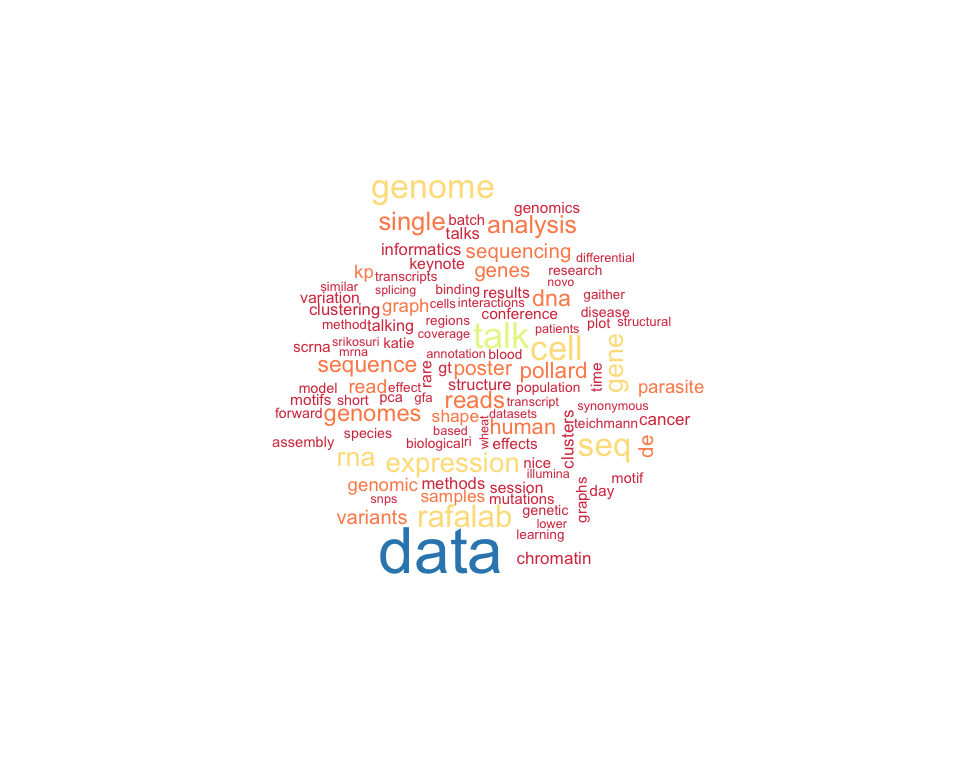 genome
genomics
single
batch
analysis
talks
informatics
sequencing
differential
keynote
kp
transcripts
genes
research
novo
similar
splicing
binding
results
dna
gaither
variation
clustering
graph
cells
interactions
conference
disease
method
talking
regions
coverage
talk
patients
plot
structural
scrna
srikosuri
katie
mrna
annotation
blood
cell
gene
sequence
rare
gt
poster
pollard
time
model
read
effect
structure
population
parasite
motifs
short
pca
gfa
reads
transcript
synonymous
forward
genomes
shape
datasets
human
clusters
teichmann
cancer
assembly
species
based
biological
ri
wheat
effects
seq
de
rna
expression
nice
illumina
motif
genomic
methods
session
graphs
day
snps
samples
mutations
variants
rafalab
genetic
lower
learning
data
chromatin